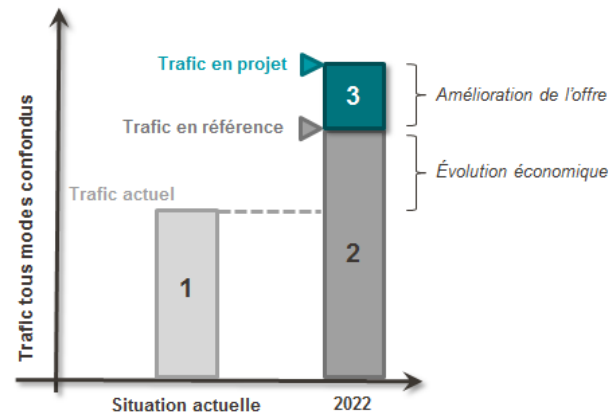 Trafic tous modes confondus
Trafic en projet
3
Amélioration de l'offre
Trafic en référence
Évolution économique
Trafic actuel
1
2
Situation actuelle
2022